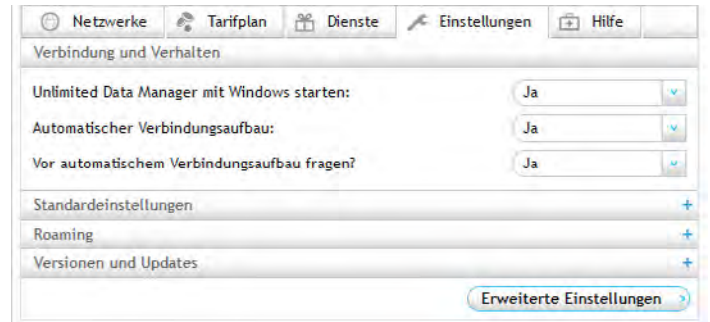 Netzwerke Tarifplan Dienste Einstellungen Hilfe
Verbindung und Verhalten
Unlimited Data Manager mit Windows starten: Ja
Automatischer Verbindungsaufbau: Ja
Vor automatischem Verbindungsaufbau fragen? Ja
Standardeinstellungen +
Roaming +
Versionen und Updates +
Erweiterte Einstellungen